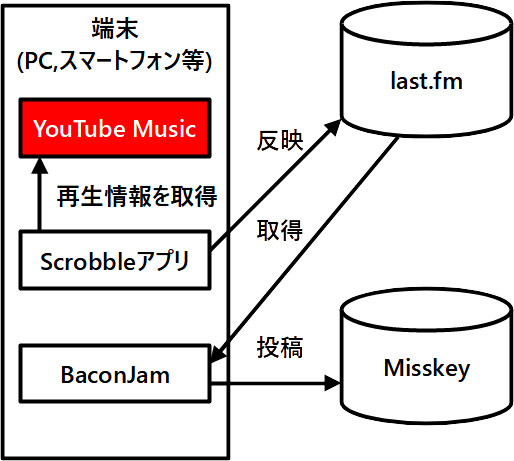 端末
(PC,スマートフォン等)
YouTube Music
再生情報を取得
Scrobbleアプリ
BaconJam
反映
取得
投稿
last.fm
Misskey